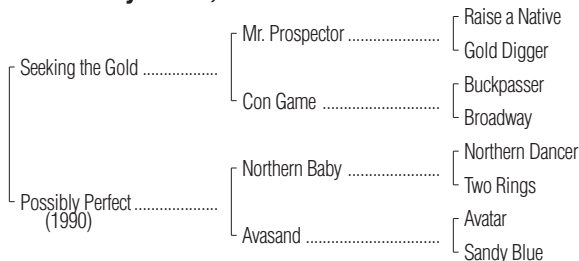 Raise a Native
Mr. Prospector ......................
Gold Digger
Seeking the Gold ..................
Buckpasser
Con Game ............................
Broadway
Northern Dancer
Northern Baby ......................
Two Rings
Possibly Perfect ....................
(1990)
Avatar
Avasand ................................
Sandy Blue